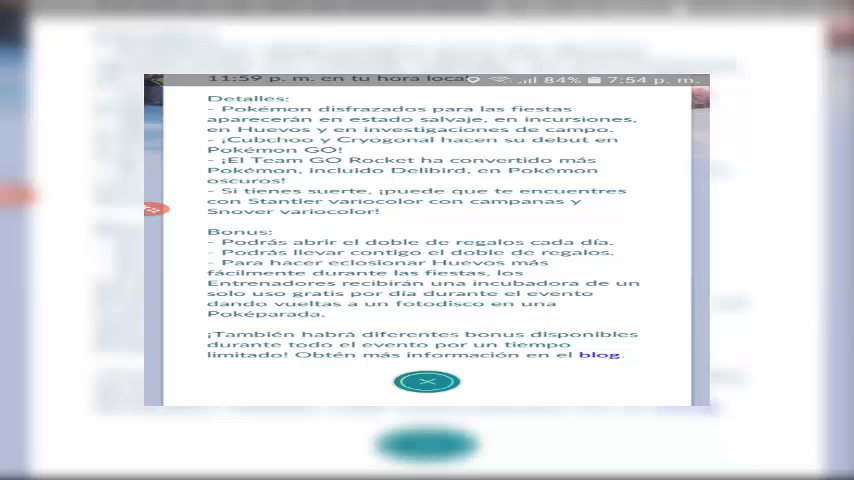 11:59 p. m. en tu hora local
84% 7:54 p. m.
Detalles:
- Pokémon disfrazados para las fiestas
aparecerán en estado salvaje, en incursiones,
en Huevos y en investigaciones de campo.
- ¡Cubchoo y Cryogonal hacen su debut en
Pokémon GO!
- ¡El Team GO Rocket ha convertido más
Pokémon, incluido Delibird, en Pokémon
oscuros!
- Si tienes suerte, ¡puede que te encuentres
con Stantler variocolor con campanas y
Snover variocolor!
Bonus:
- Podrás abrir el doble de regalos cada día.
- Podrás llevar contigo el doble de regalos.
- Para hacer eclosionar Huevos más
fácilmente durante las fiestas, los
Entrenadores recibirán una incubadora de un
solo uso gratis por día durante el evento
dando vueltas a un fotodisco en una
Poképarada.
¡También habrá diferentes bonus disponibles
durante todo el evento por un tiempo
limitado! Obtén más información en el blog.